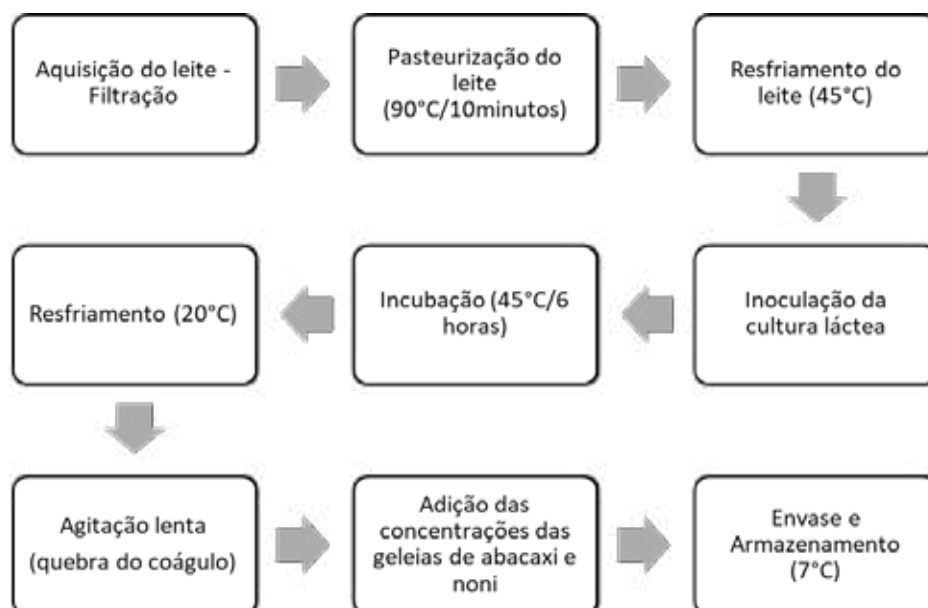 Aquisição do leite -
Filtração
Pasteurização do
leite
(90°C/10minutos)
Resfriamento do
leite (45°C)
Inoculação da
cultura láctea
Incubação (45°C/6
horas)
Resfriamento (20°C)
Agitação lenta
(quebra do coágulo)
Adição das
concentrações das
geleias de abacaxi e
noni
Envase e
Armazenamento
(7°C)